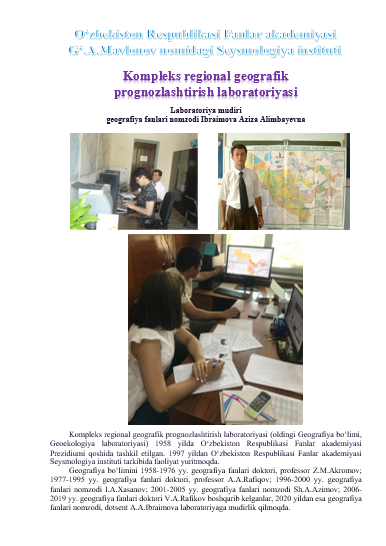 O‘zbekiston Respublikasi Fanlar akademiyasi
G‘.A.Mavlonov nomidagi Seysmologiya instituti
Kompleks regional geografik
prognozlashtirish laboratoriyasi
Laboratoriya mudiri
geografiya fanlari nomzodi Ibraimova Aziza Alimbayevna
Kompleks regional geografik prognozlashtirish laboratoriyasi (oldingi Geografiya bo‘limi,
Geoekologiya laboratoriyasi) 1958 yilda O‘zbekiston Respublikasi Fanlar akademiyasi
Prezidiumi qoshida tashkil etilgan. 1997 yildan O‘zbekiston Respublikasi Fanlar akademiyasi
Seysmologiya instituti tarkibida faoliyat yuritmoqda.
Geografiya bo‘limini 1958-1976 yy. geografiya fanlari doktori, professor Z.M.Akromov;
1977-1995 yy. geografiya fanlari doktori, professor A.A.Rafiqov; 1996-2000 yy. geografiya
fanlari nomzodi I.A.Xasanov; 2001-2005 yy. geografiya fanlari nomzodi Sh.A.Azimov; 2006-
2019 yy. geografiya fanlari doktori V.A.Rafikov boshqarib kelganlar, 2020 yildan esa geografiya
fanlari nomzodi, dotsent A.A.Ibraimova laboratoriyaga mudirlik qilmoqda.